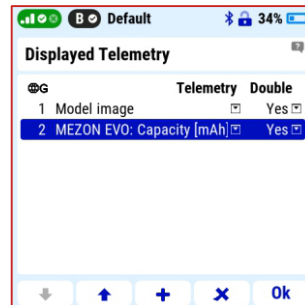 B Default 34%
Displayed Telemetry
G Telemetry Double
1 Model image Yes
2 MEZON EVO: Capacity [mAh] Yes
Ok